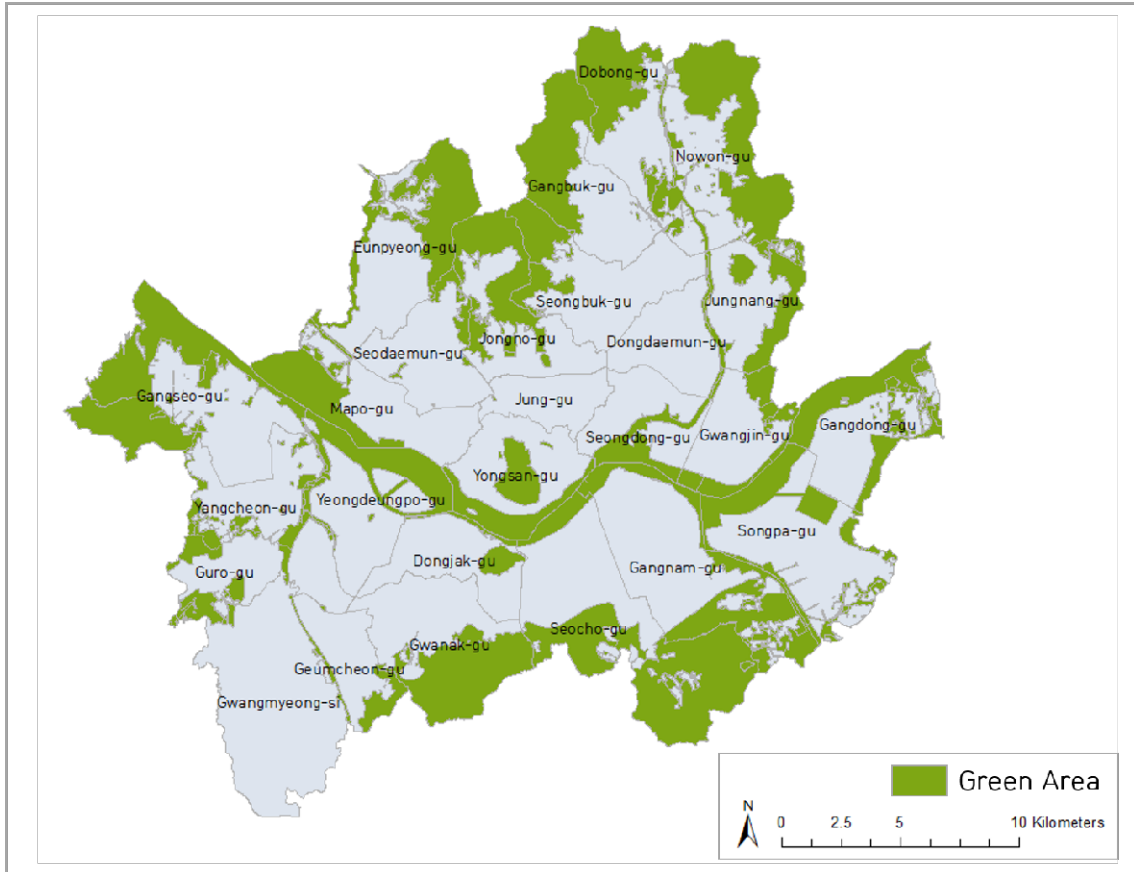 Dobong-gu
Nowon-gu
Gangbuk-gu
Eunpyeong-gu
Seongbuk-gu
Jungnang-gu
Jongno-gu
Dongdaemun-gu
Seodaemun-gu
Gangseo-gu
Jung-gu
Mapo-gu
Gangdong-gu
Seongdong-gu
Gwangjin-gu
Yongsan-gu
Yeongdeungpo-gu
Yangcheon-gu
Songpa-gu
Dongjak-gu
Gangnam-gu
Guro-gu
Seocho-gu
Gwanak-gu
Geumcheon-gu
Gwangmyeong-si
Green Area
N
0 2.5 5 10 Kilometers